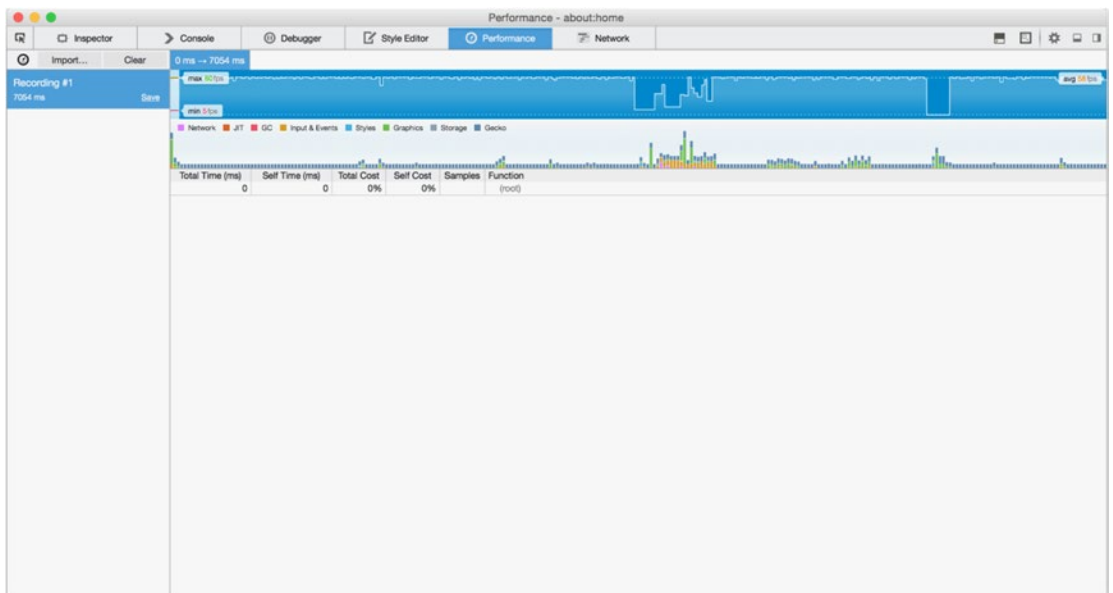 Performance - about:home
Inspector Console Debugger Style Editor Performance Network
Import... Clear 0 ms → 7054 ms
Recording #1
7054 ms Save
max 60 fps
avg 58 fps
min 5 fps
Network JIT GC Input & Events Styles Graphics Storage Gecko
Total Time (ms) Self Time (ms) Total Cost Self Cost Samples Function
0 0 0% 0% (root)